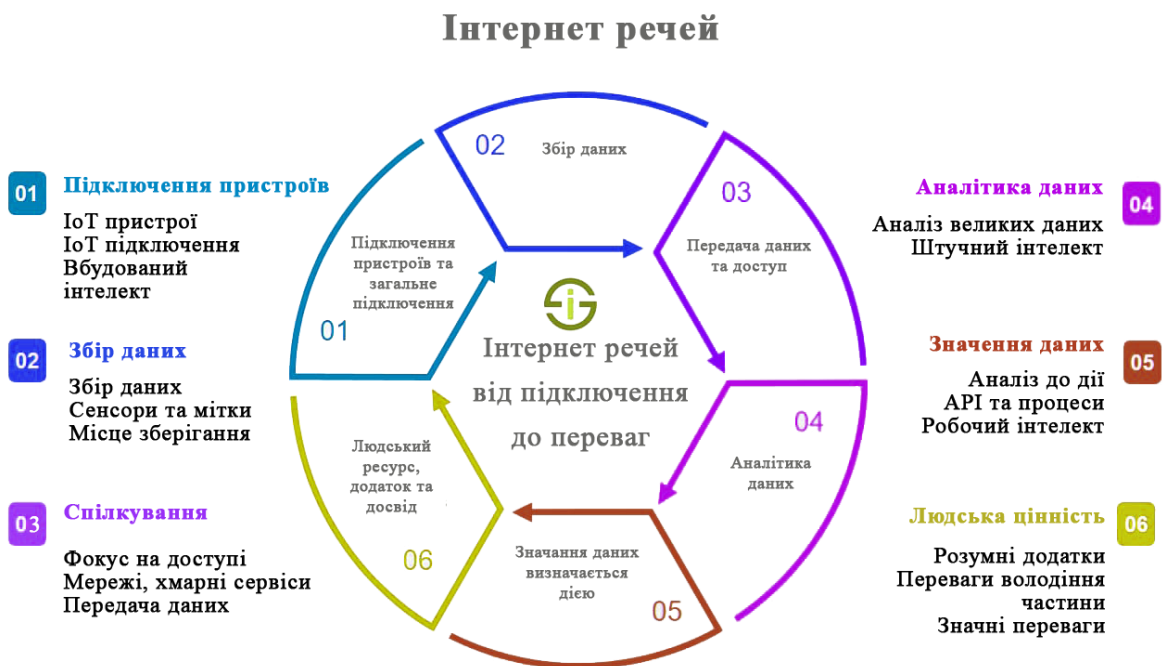 Інтернет речей
01
Підключення пристроїв
ІоТ пристрої
ІоТ підключення
Вбудований
інтелект
02
Збір даних
Збір даних
Сенсори та мітки
Місце зберігання
03
Спілкування
Фокус на доступі
Мережі, хмарні сервіси
Передача даних
02
Збір даних
03
Передача даних
та доступ
Підключення
пристроїв та
загальне
підключення
01
iG
Інтернет речей
від підключення
до переваг
04
Аналітика
даних
Людський
ресурс,
додаток та
досвід
06
Значання даних
визначається
дією
05
Аналітика даних
04
Аналіз великих даних
Штучний інтелект
Значення даних
05
Аналіз до дії
АРІ та процеси
Робочий інтелект
Людська цінність
06
Розумні додатки
Переваги володіння
частини
Значні переваги